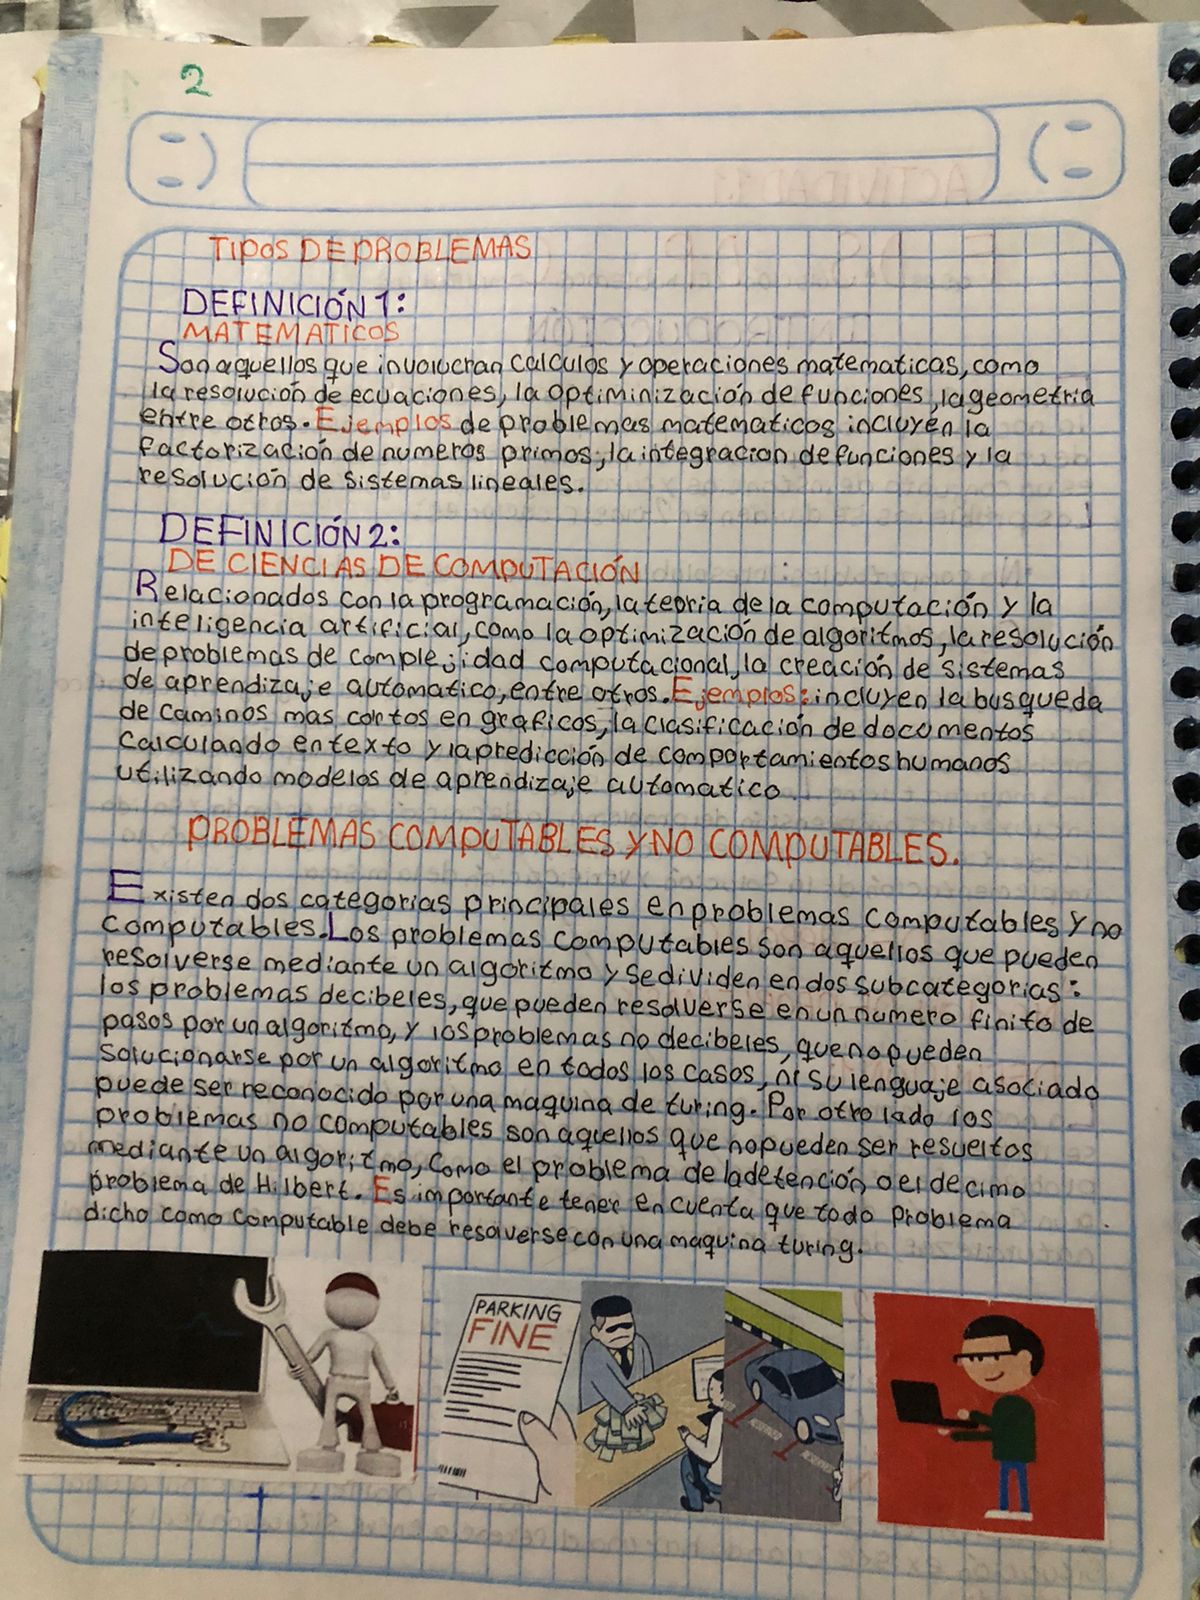 2
TIPOS DE PROBLEMAS
DEFINICIÓN 1:
MATEMATICOS
Son aquellos que involucran calculos y operaciones matematicas, como
la resolución de ecuaciones, la optiminización de funciones, la geometria
entre otros. Ejemplos de problemas matematicos incluyen la
factorización de numeros primos, la integracion de funciones y la
resolución de sistemas lineales.
DEFINICIÓN 2:
DE CIENCIAS DE COMPUTACIÓN
Relacionados con la programación, la teoria de la computación y la
inteligencia artificial, como la optimización de algoritmos, la resolución
de problemas de complejidad computacional, la creación de sistemas
de aprendizaje automatico, entre otros. Ejemplos: incluyen la busqueda
de caminos mas cortos en graficos, la clasificación de documentos
calculando en texto y la predicción de comportamientos humanos
utilizando modelos de aprendizaje automatico
PROBLEMAS COMPUTABLES Y NO COMPUTABLES.
Existen dos categorias principales en problemas computables y no
computables. Los problemas computables son aquellos que pueden
resolverse mediante un algoritmo y se dividen en dos subcategorias:
los problemas decibeles, que pueden resolverse en un numero finito de
pasos por un algoritmo, y los problemas no decibeles, que no pueden
solucionarse por un algoritmo en todos los casos, ni su lenguaje asociado
puede ser reconocido por una maquina de turing. Por otro lado los
problemas no computables son aquellos que no pueden ser resueltos
mediante un algoritmo, como el problema de la detención o el decimo
problema de Hilbert. Es importante tener en cuenta que todo problema
dicho como computable debe resolverse con una maquina turing.
PARKING
FINE